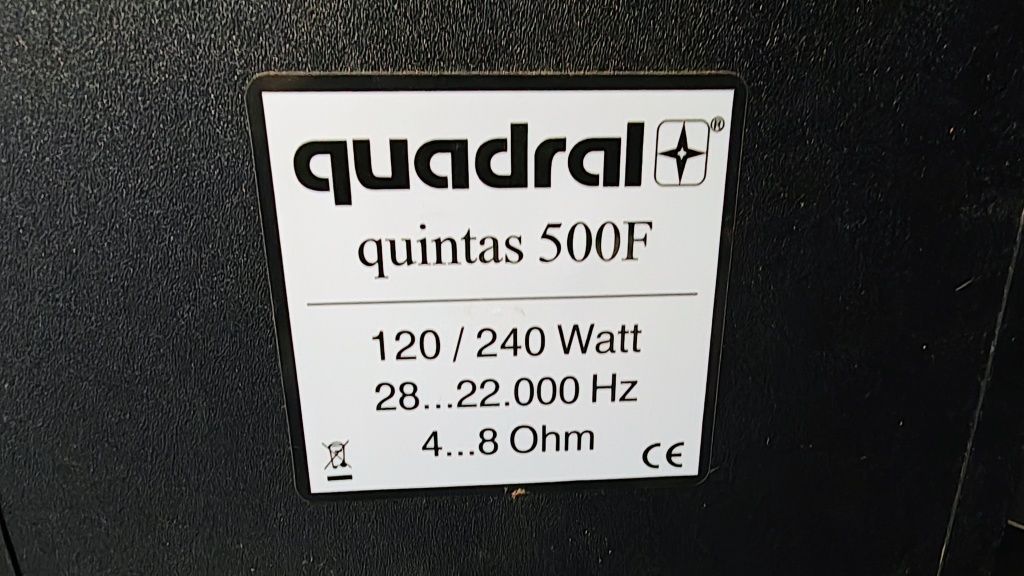 quadral®
quintas 500F
120 / 240 Watt
28...22.000 Hz
4...8 Ohm
CE